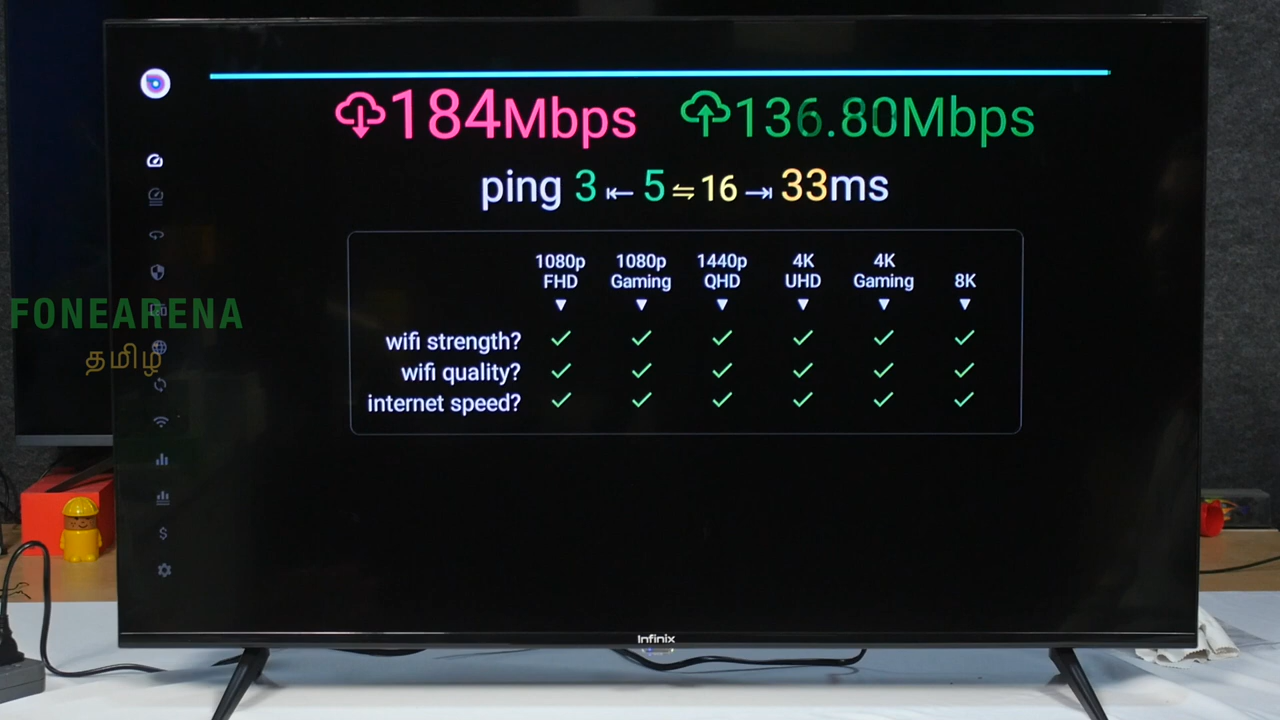 184Mbps 136.80Mbps
ping 3 ⇤ 5 ⇋ 16 ⇥ 33ms
1080p FHD 1080p Gaming 1440p QHD 4K UHD 4K Gaming 8K
wifi strength? ✓ ✓ ✓ ✓ ✓ ✓
wifi quality? ✓ ✓ ✓ ✓ ✓ ✓
internet speed? ✓ ✓ ✓ ✓ ✓ ✓
FONEARENA
தமிழ்
Infinix